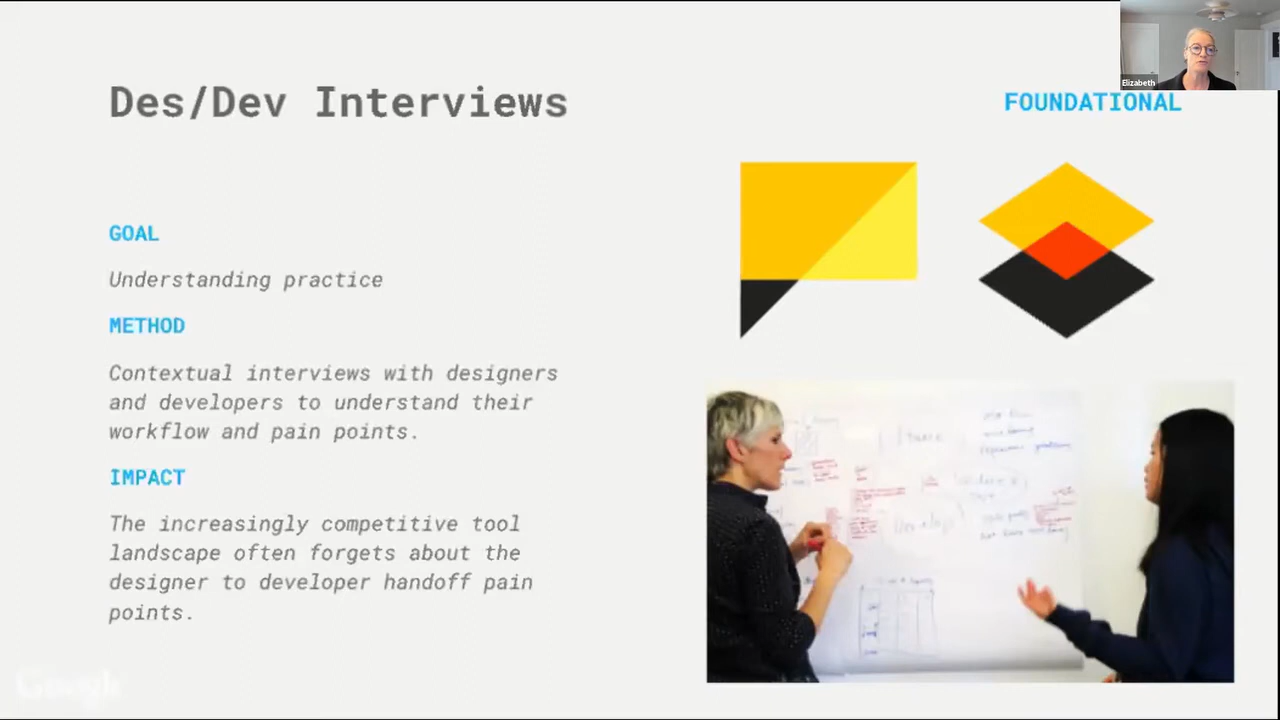 Elizabeth
Des/Dev Interviews
FOUNDATIONAL
GOAL
Understanding practice
METHOD
Contextual interviews with designers
and developers to understand their
workflow and pain points.
IMPACT
The increasingly competitive tool
landscape often forgets about the
designer to developer handoff pain
points.
Google